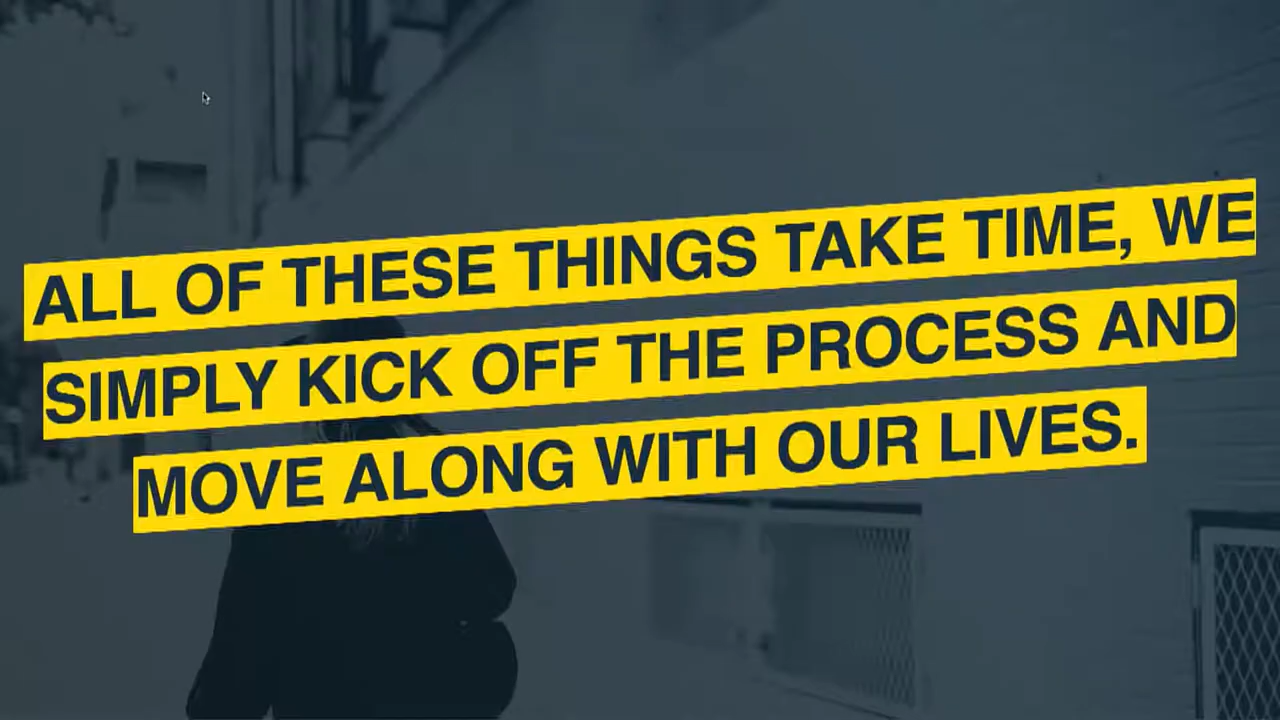 ALL OF THESE THINGS TAKE TIME, WE
SIMPLY KICK OFF THE PROCESS AND
MOVE ALONG WITH OUR LIVES.